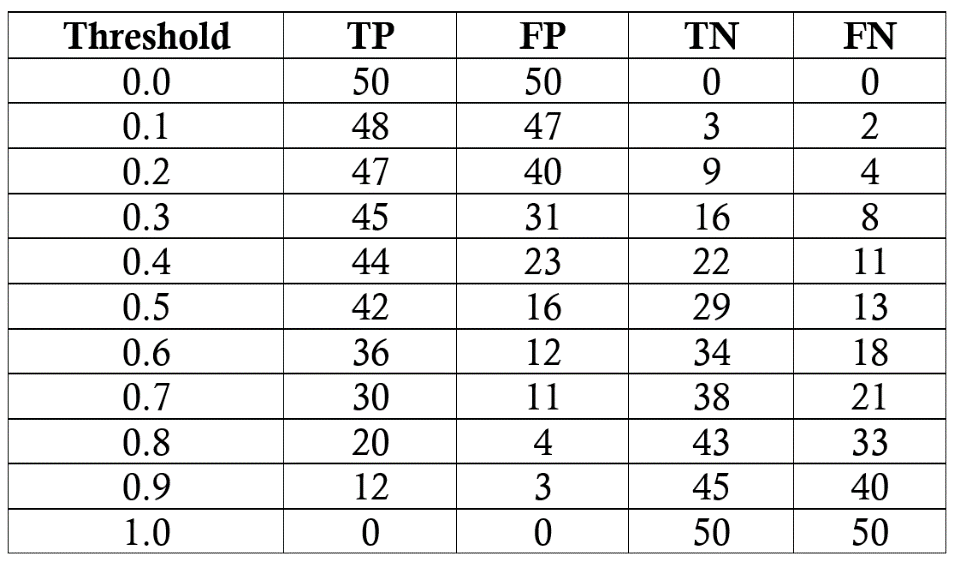 Threshold TP FP TN FN
0.0 50 50 0 0
0.1 48 47 3 2
0.2 47 40 9 4
0.3 45 31 16 8
0.4 44 23 22 11
0.5 42 16 29 13
0.6 36 12 34 18
0.7 30 11 38 21
0.8 20 4 43 33
0.9 12 3 45 40
1.0 0 0 50 50